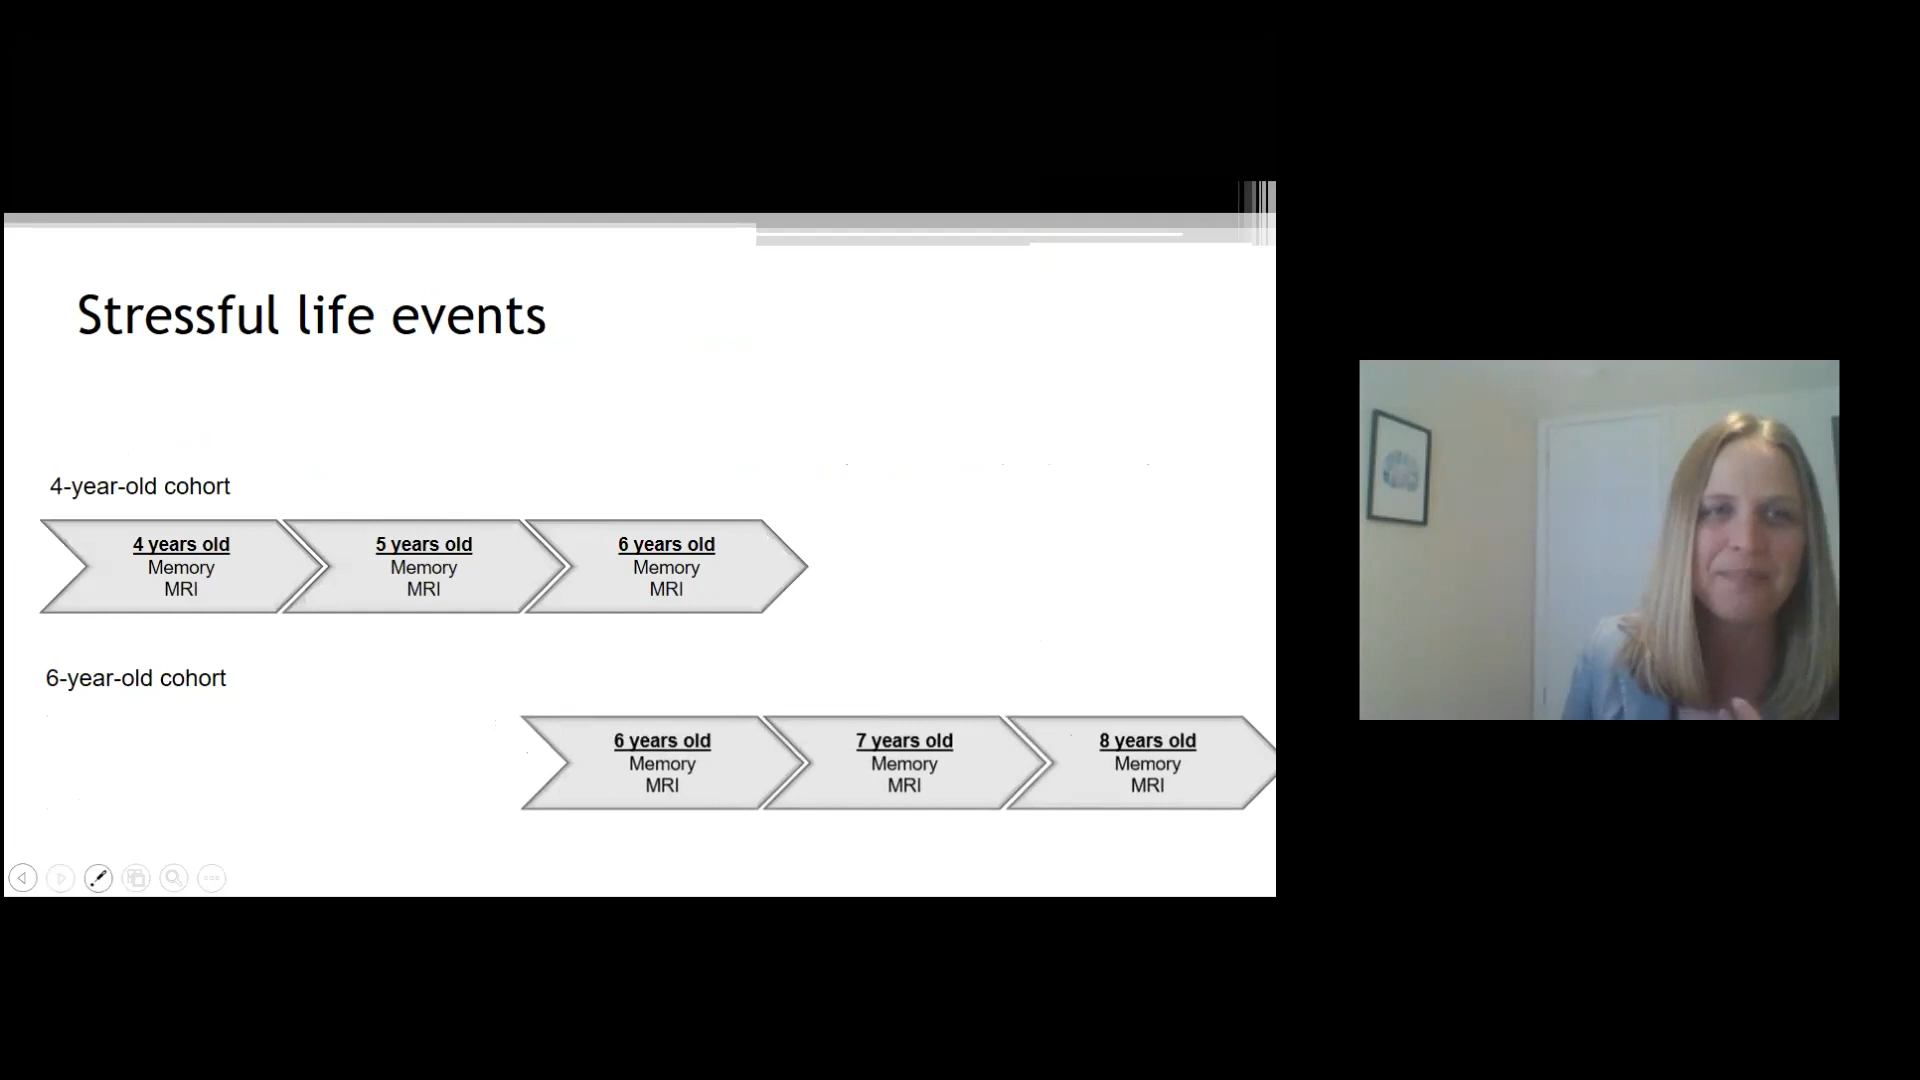 Stressful life events
4-year-old cohort
4 years old
Memory
MRI
5 years old
Memory
MRI
6 years old
Memory
MRI
6-year-old cohort
6 years old
Memory
MRI
7 years old
Memory
MRI
8 years old
Memory
MRI